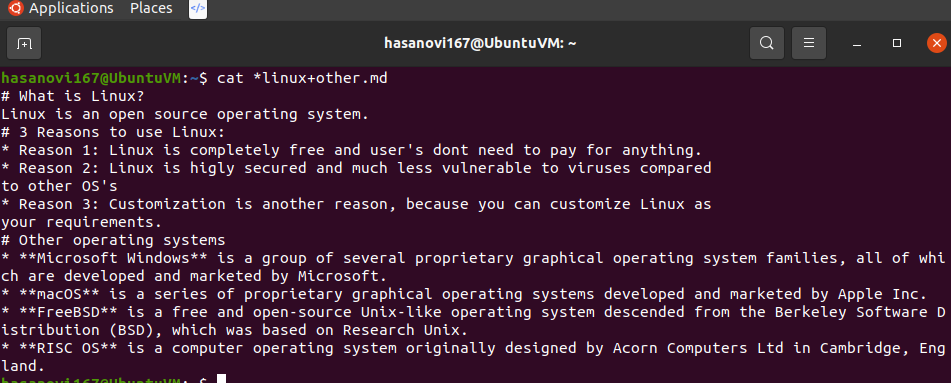 Applications Places </>
hasanovi167@UbuntuVM: ~
hasanovi167@UbuntuVM:~$ cat *linux+other.md
# What is Linux?
Linux is an open source operating system.
# 3 Reasons to use Linux:
* Reason 1: Linux is completely free and user's dont need to pay for anything.
* Reason 2: Linux is higly secured and much less vulnerable to viruses compared
to other OS's
* Reason 3: Customization is another reason, because you can customize Linux as
your requirements.
# Other operating systems
* **Microsoft Windows** is a group of several proprietary graphical operating system families, all of whi
ch are developed and marketed by Microsoft.
* **macOS** is a series of proprietary graphical operating systems developed and marketed by Apple Inc.
* **FreeBSD** is a free and open-source Unix-like operating system descended from the Berkeley Software D
istribution (BSD), which was based on Research Unix.
* **RISC OS** is a computer operating system originally designed by Acorn Computers Ltd in Cambridge, Eng
land.
hasanovi167@UbuntuVM:~$